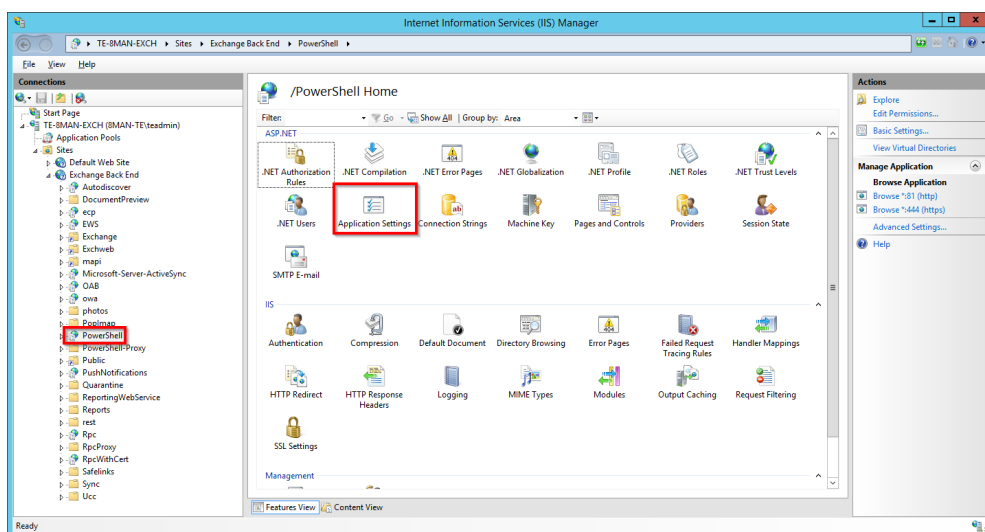 Internet Information Services (IIS) Manager
TE-8MAN-EXCH Sites Exchange Back End PowerShell
File View Help
Connections
Start Page
TE-8MAN-EXCH (8MAN-TE\teadmin)
Application Pools
Sites
Default Web Site
Exchange Back End
Autodiscover
DocumentPreview
ecp
EWS
Exchange
Exchweb
mapi
Microsoft-Server-ActiveSync
OAB
owa
photos
PopImap
PowerShell
PowerShell-Proxy
Public
PushNotifications
Quarantine
ReportingWebService
Reports
rest
Rpc
RpcProxy
RpcWithCert
Safelinks
Sync
Ucc
/PowerShell Home
Filter: Go Show All Group by: Area
ASP.NET
.NET Authorization Rules
.NET Compilation
.NET Error Pages
.NET Globalization
.NET Profile
.NET Roles
.NET Trust Levels
.NET Users
Application Settings
Connection Strings
Machine Key
Pages and Controls
Providers
Session State
SMTP E-mail
IIS
Authentication
Compression
Default Document
Directory Browsing
Error Pages
Failed Request Tracing Rules
Handler Mappings
HTTP Redirect
HTTP Response Headers
Logging
MIME Types
Modules
Output Caching
Request Filtering
SSL Settings
Management
Features View Content View
Actions
Explore
Edit Permissions...
Basic Settings...
View Virtual Directories
Manage Application
Browse Application
Browse *:81 (http)
Browse *:444 (https)
Advanced Settings...
Help
Ready